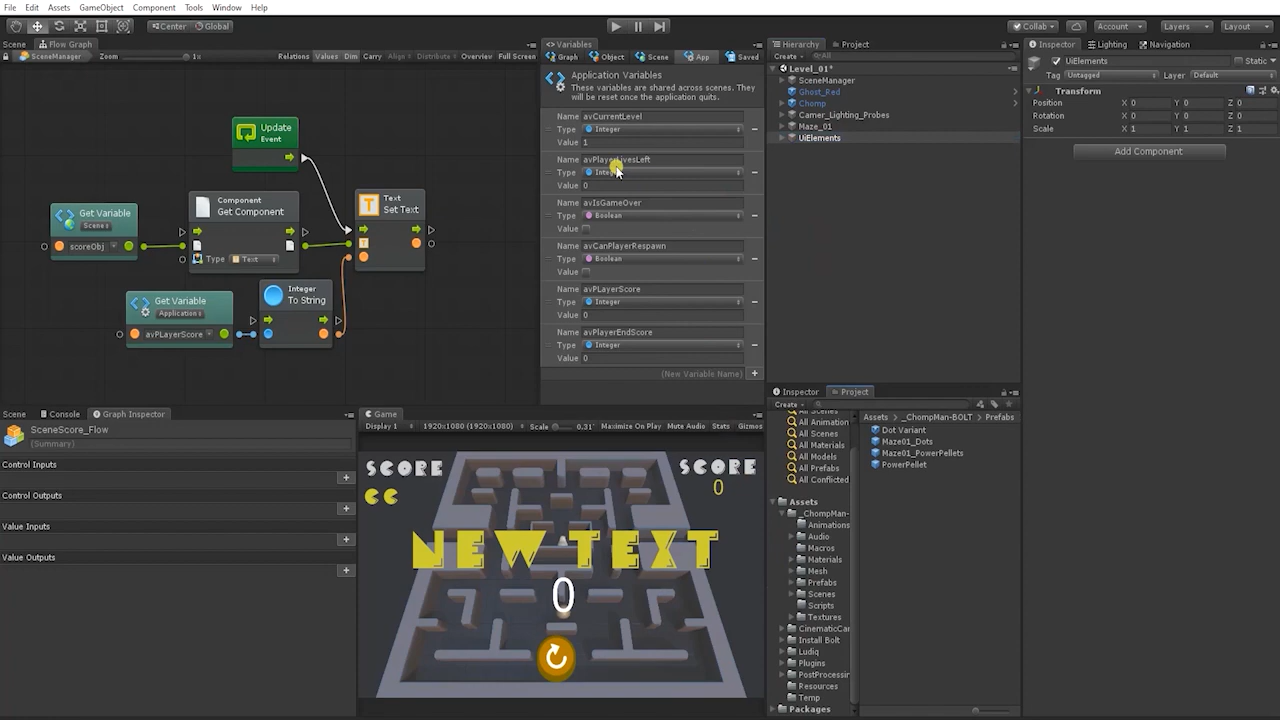 File Edit Assets GameObject Component Tools Window Help
Center Global
Collab Account Layers Layout
Scene Flow Graph
SceneManager Zoom 1x Relations Values Dim Carry Align Distribute Overview Full Screen
Update
Event
Text
Set Text
Component
Get Component
Type Text
Get Variable
Scene
scoreObj
Get Variable
Application
avPLayerScore
Integer
To String
Variables
Graph Object Scene App Saved
Application Variables
These variables are shared across scenes. They
will be reset once the application quits.
Name avCurrentLevel
Type Integer
Value 1
Name avPlayerLivesLeft
Type Integer
Value 0
Name avIsGameOver
Type Boolean
Value
Name avCanPlayerRespawn
Type Boolean
Value
Name avPLayerScore
Type Integer
Value 0
Name avPlayerEndScore
Type Integer
Value 0
(New Variable Name)
Hierarchy Project
Create All
Level_01*
SceneManager
Ghost_Red
Chomp
Camer_Lighting_Probes
Maze_01
UiElements
Inspector Lighting Navigation
UiElements Static
Tag Untagged Layer Default
Transform
Position X 0 Y 0 Z 0
Rotation X 0 Y 0 Z 0
Scale X 1 Y 1 Z 1
Add Component
Scene Console Graph Inspector
SceneScore_Flow
(Summary)
Control Inputs
Control Outputs
Value Inputs
Value Outputs
Game
Display 1 1920x1080 (1920x1080) Scale 0.31 Maximize On Play Mute Audio Stats Gizmos
SCORE
SCORE
0
NEW TEXT
0
Inspector Project
Create
All Scenes
All Animation
All Scenes
All Materials
All Models
All Prefabs
All Conflicted
Assets
_ChompMan-
Animations
Audio
Macros
Materials
Mesh
Prefabs
Scenes
Scripts
Textures
CinematicCar
Install Bolt
Ludiq
Plugins
PostProcessin
Resources
Temp
Packages
Assets _ChompMan-BOLT Prefabs
Dot Variant
Maze01_Dots
Maze01_PowerPellets
PowerPellet